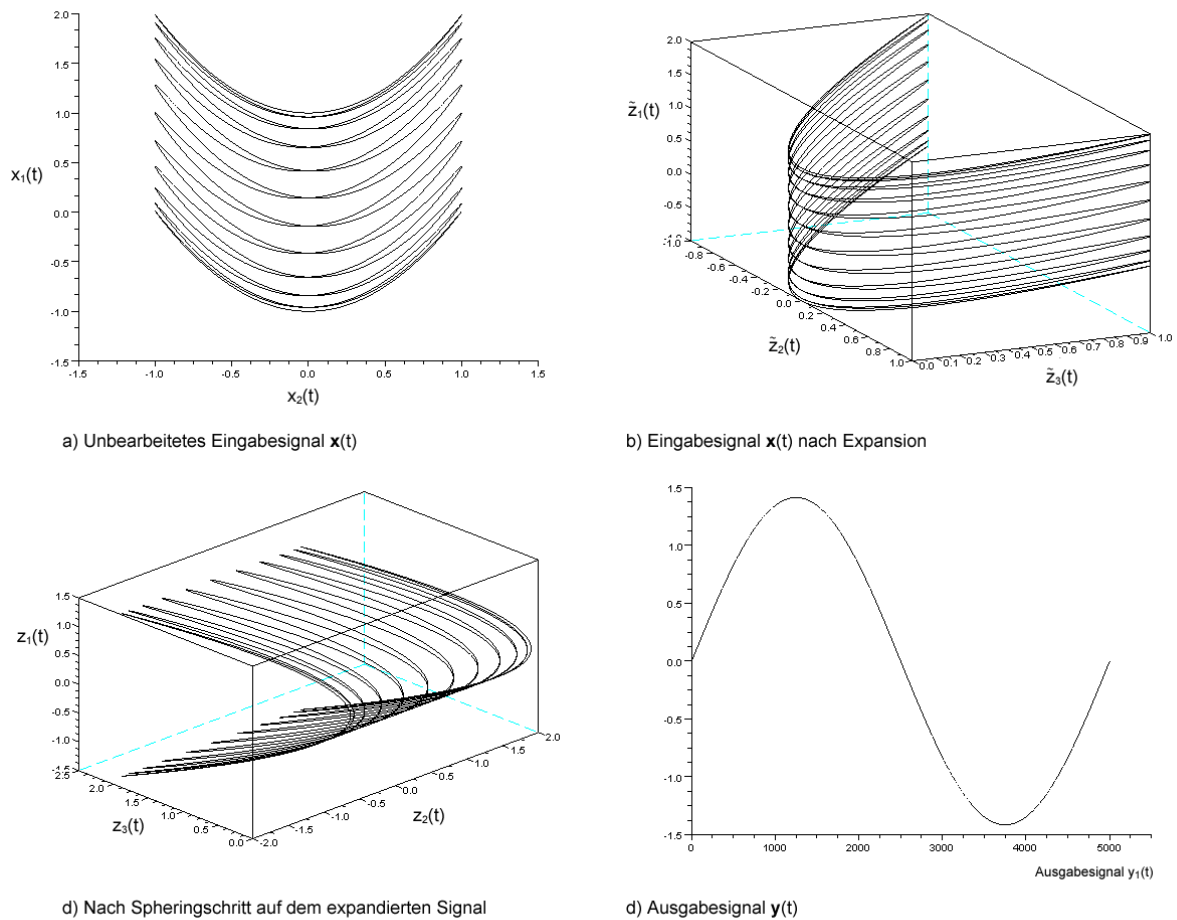 2.0
1.5
1.0
0.5
0.0
-0.5
-1.0
-1.5
x1(t)
-1.5 -1.0 -0.5 0.0 0.5 1.0 1.5
x2(t)
a) Unbearbeitetes Eingabesignal x(t)
2.0
1.5
1.0
0.5
0.0
-0.5
-1.0
z̃1(t)
-0.8 -0.6 -0.4 -0.2 0.0 0.2 0.4 0.6 0.8 1.0
z̃2(t)
0.0 0.1 0.2 0.3 0.4 0.5 0.6 0.7 0.8 0.9 1.0
z̃3(t)
b) Eingabesignal x(t) nach Expansion
1.5
1.0
0.5
0.0
-0.5
-1.0
-1.5
z1(t)
2.5 2.0 1.5 1.0 0.5 0.0
z3(t)
-2.0 -1.5 -1.0 -0.5 0.0 0.5 1.0 1.5 2.0
z2(t)
d) Nach Spheringschritt auf dem expandierten Signal
1.5
1.0
0.5
0.0
-0.5
-1.0
-1.5
0 1000 2000 3000 4000 5000
Ausgabesignal y1(t)
d) Ausgabesignal y(t)